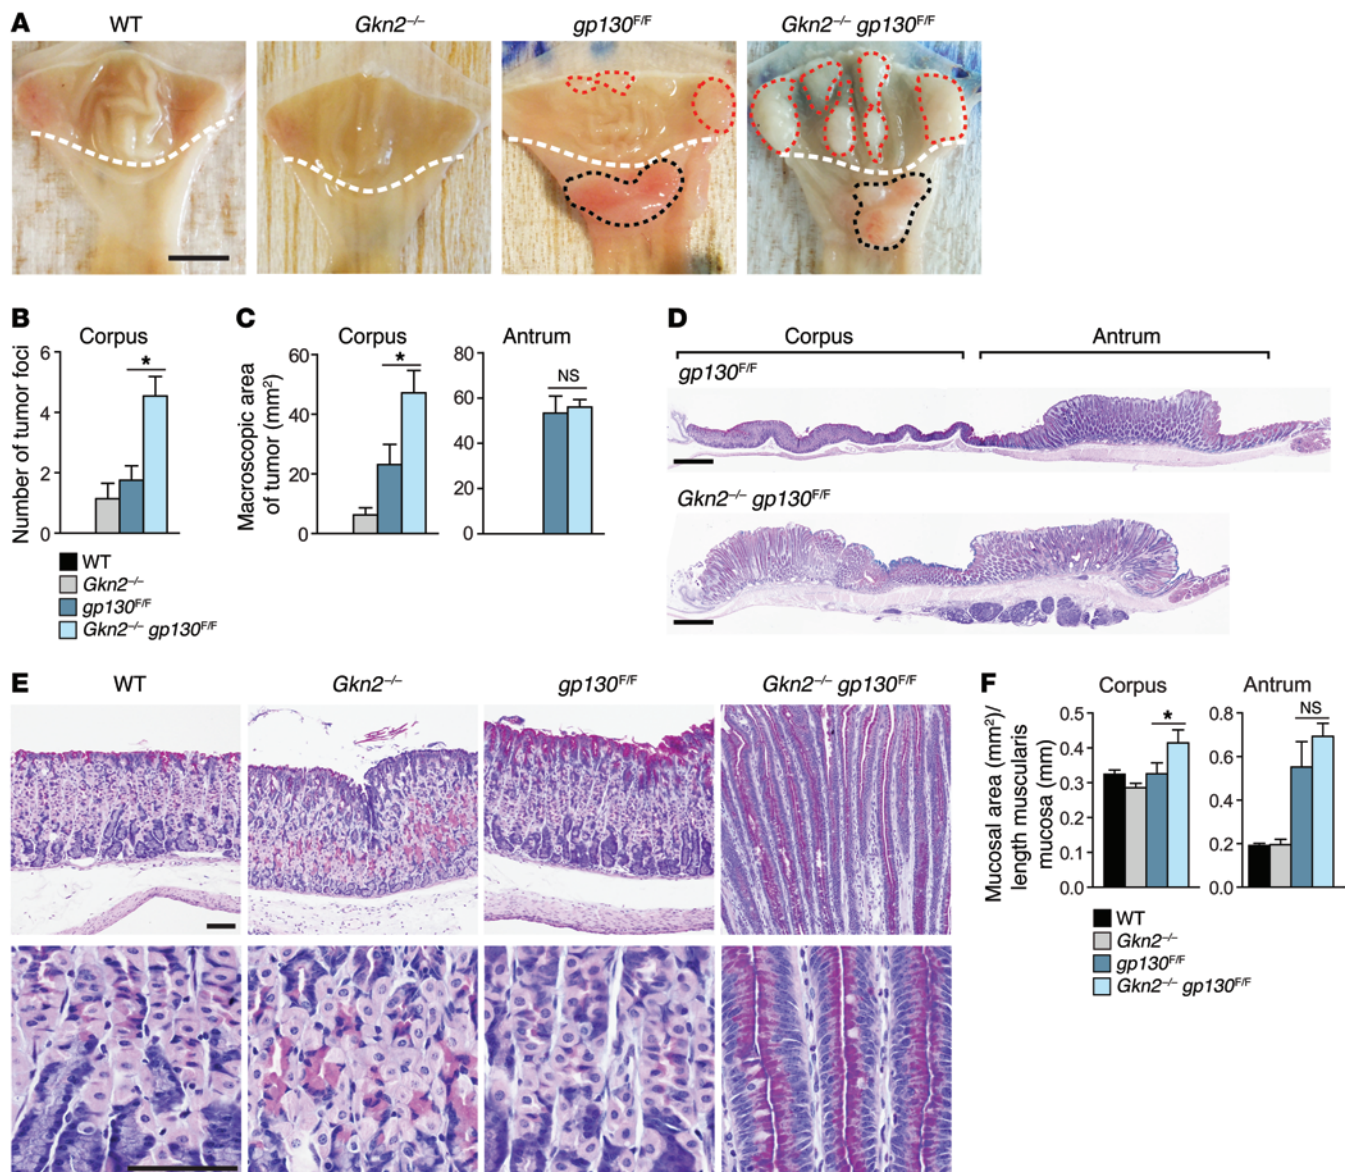 A
WT
Gkn2–/–
gp130F/F
Gkn2–/– gp130F/F
B
Corpus
Number of tumor foci
6
4
2
0
*
WT
Gkn2–/–
gp130F/F
Gkn2–/– gp130F/F
C
Macroscopic area
of tumor (mm²)
Corpus
60
40
20
0
*
Antrum
80
60
60
40
20
0
NS
D
Corpus
Antrum
gp130F/F
Gkn2–/– gp130F/F
E
WT
Gkn2–/–
gp130F/F
Gkn2–/– gp130F/F
F
Mucosal area (mm²)/
length muscularis
mucosa (mm)
Corpus
0.5
0.4
0.3
0.2
0.1
0.0
*
Antrum
0.8
0.6
0.4
0.2
0.0
NS
WT
Gkn2–/–
gp130F/F
Gkn2–/– gp130F/F